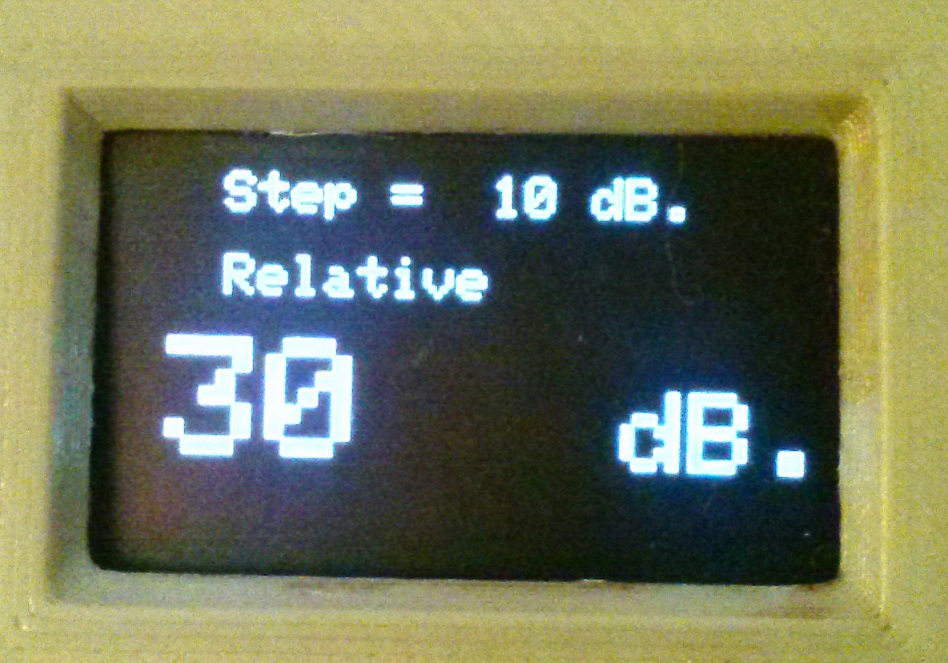 Step = 10 dB.
Relative
30 dB.